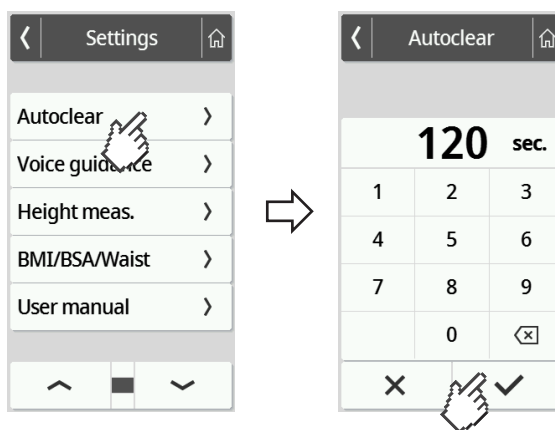 Settings
Autoclear
Voice guidance
Height meas.
BMI/BSA/Waist
User manual
Autoclear
120 sec.
1 2 3
4 5 6
7 8 9
0